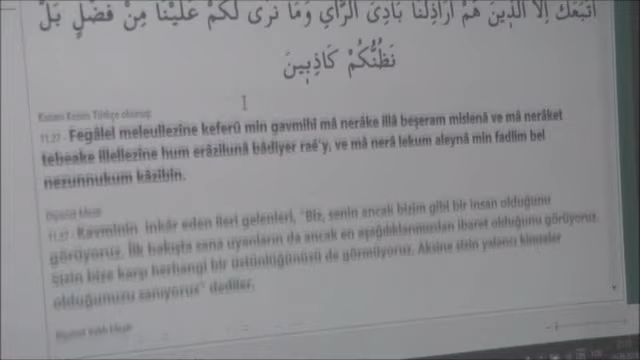 اتَّبَعَكَ اِلَّا الَّذ۪ينَ هُمْ اَرَاذِلُنَا بَادِيَ الرَّأْيِ وَمَا نَرٰى لَكُمْ عَلَيْنَا مِنْ فَضْلٍ بَلْ
نَظُنُّكُمْ كَاذِب۪ينَ
Kuranı Kerim Türkçe okunuşu
11.27 - Fegâlel meleullezîne keferû min gavmihî mâ nerâke illâ beşeram mislenâ ve mâ nerâket
tebeake illellezîne hum erâzilunâ bâdiyer raé'y, ve mâ nerâ lekum aleynâ min fadlim bel
nezunnukum kâzibîn.
Diyanet Meali
11.27 - Kavminin inkâr eden ileri gelenleri, "Biz, senin ancak bizim gibi bir insan olduğunu
görüyoruz. İlk bakışta sana uyanların da ancak en aşağılıklarımızdan ibaret olduğunu görüyoruz.
Sizin bize karşı herhangi bir üstünlüğünüzü de görmüyoruz. Aksine sizin yalancı kimseler
olduğunuzu sanıyoruz" dediler.